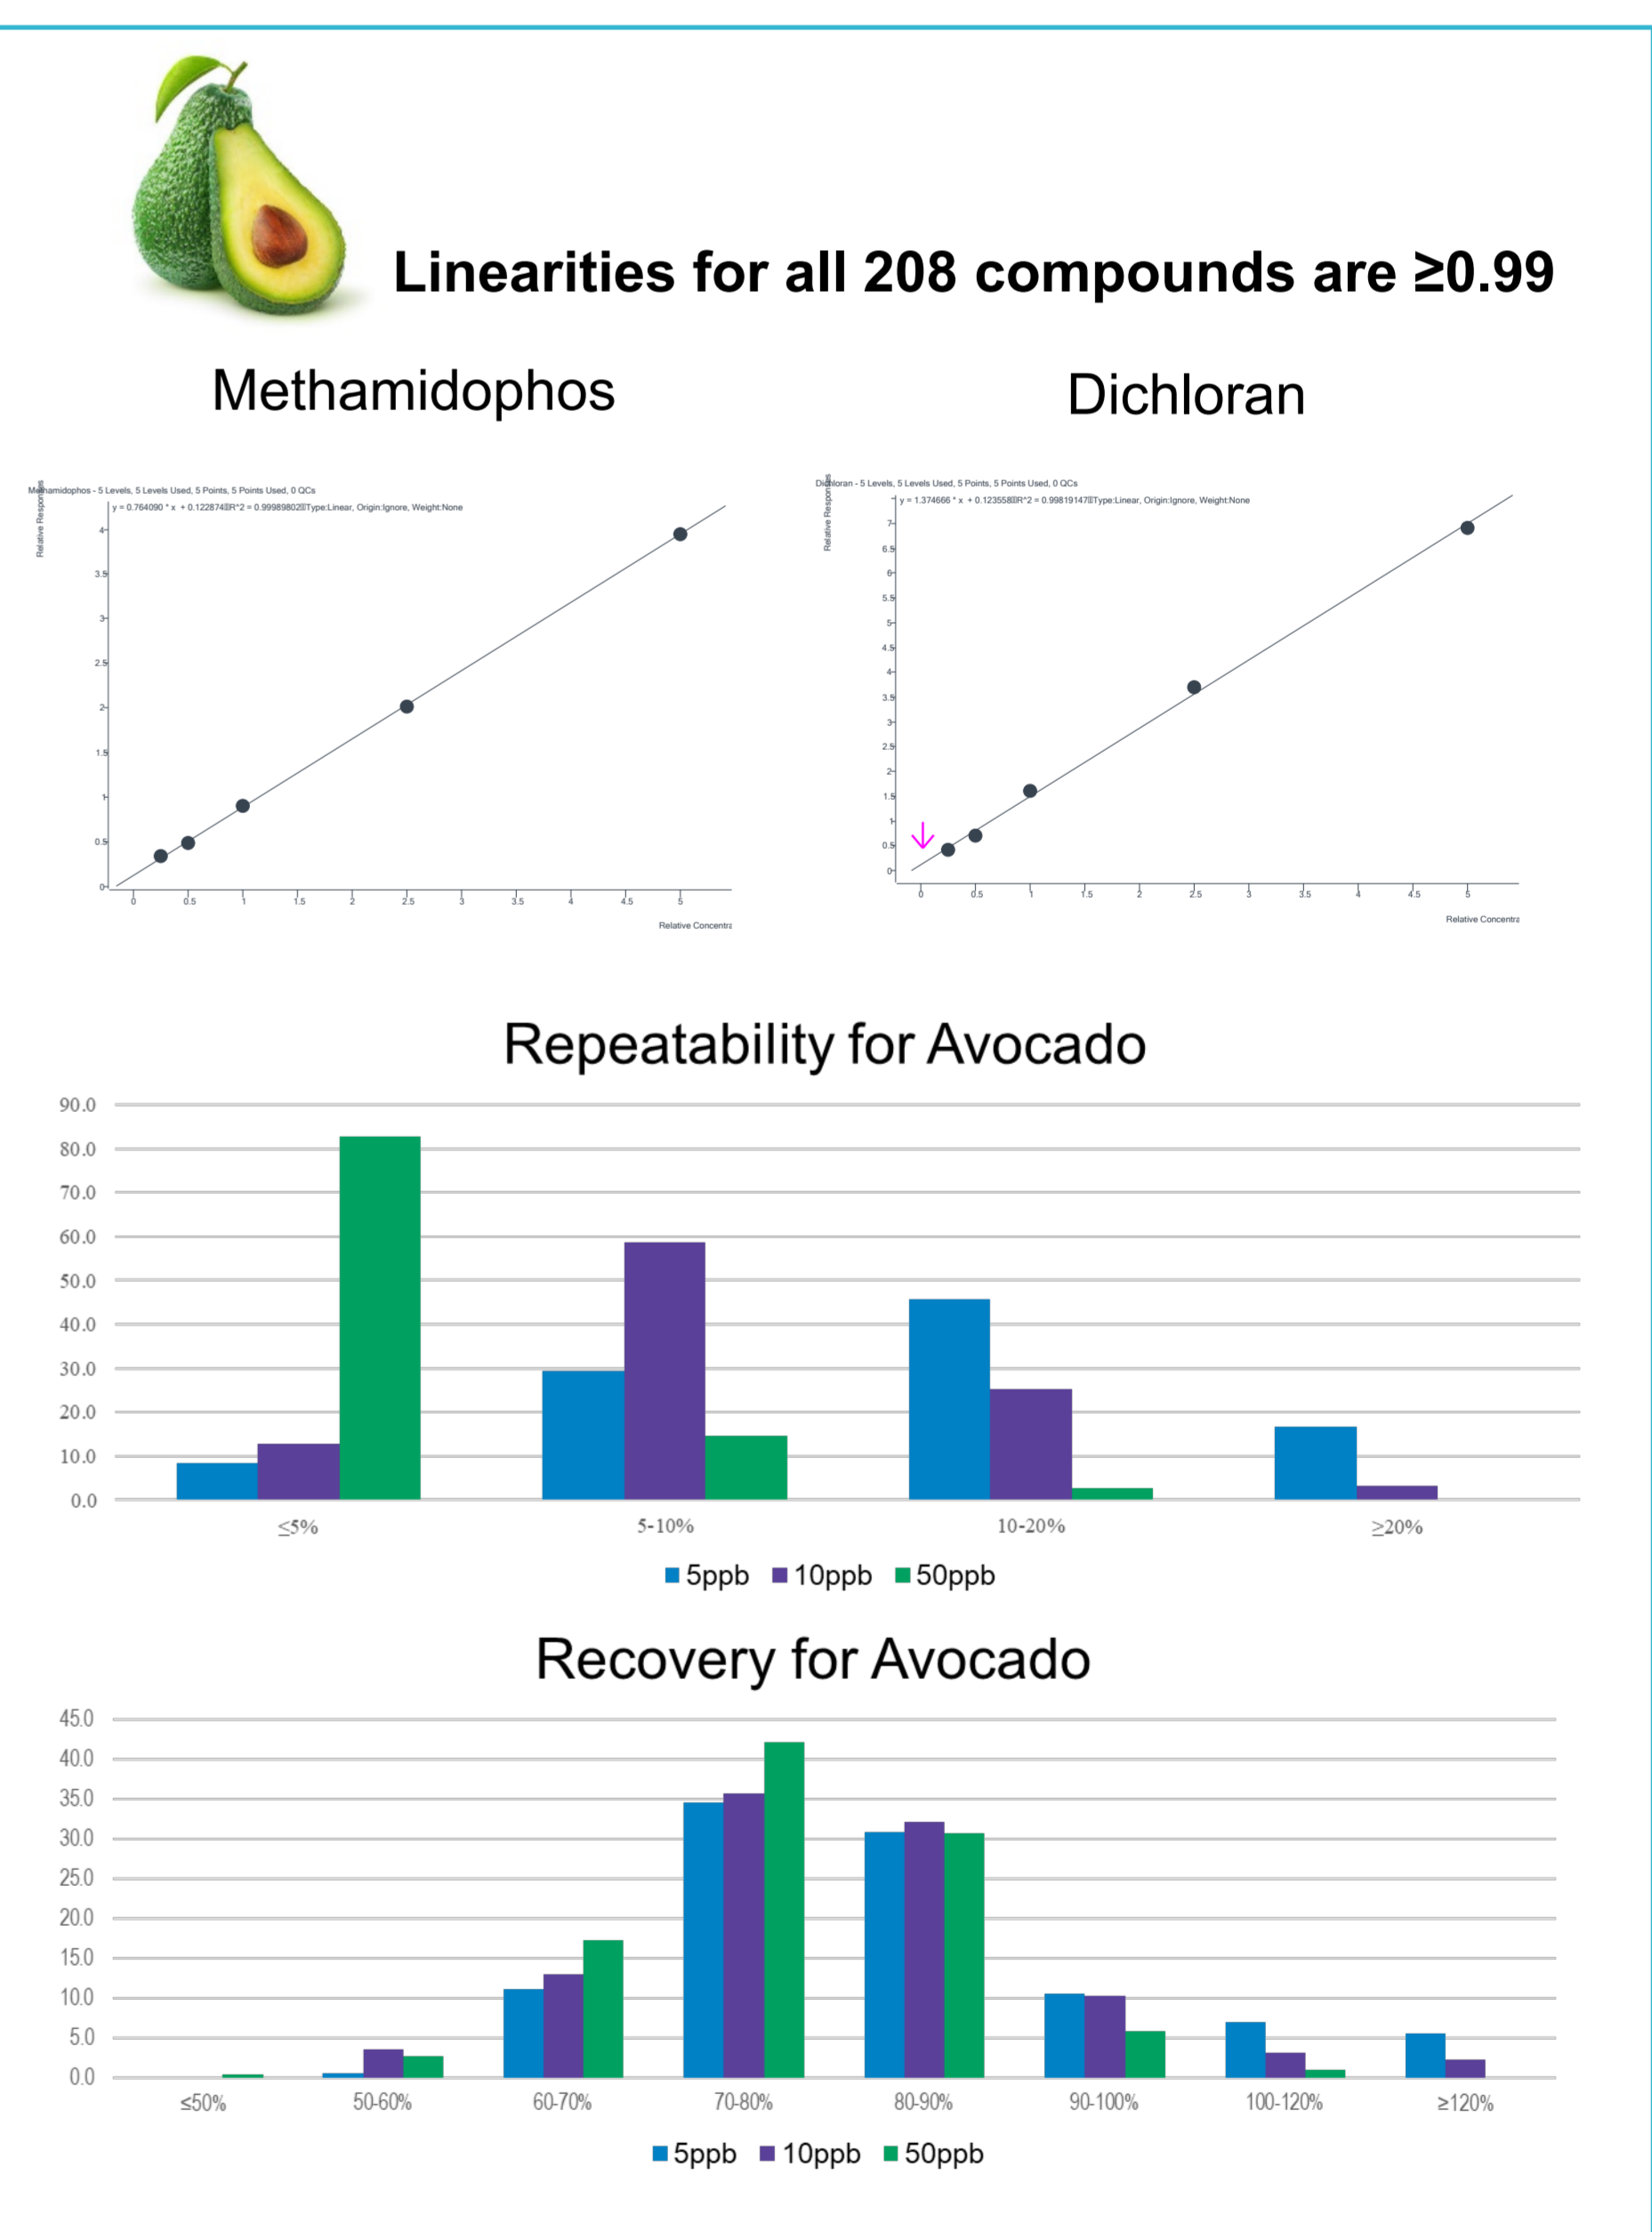 Linearities for all 208 compounds are ≥0.99
Methamidophos
Dichloran
Methamidophos - 5 Levels, 5 Levels Used, 5 Points, 5 Points Used, 0 QCs
y = 0.764090 * x + 0.122874 R^2 = 0.99989802 Type:Linear, Origin:Ignore, Weight:None
Relative Responses
4
3.5
3
2.5
2
1.5
1
0.5
0
0 0.5 1 1.5 2 2.5 3 3.5 4 4.5 5
Relative Concentra
Dichloran - 5 Levels, 5 Levels Used, 5 Points, 5 Points Used, 0 QCs
y = 1.374666 * x + 0.123558 R^2 = 0.99819147 Type:Linear, Origin:Ignore, Weight:None
Relative Responses
7
6.5
6
5.5
5
4.5
4
3.5
3
2.5
2
1.5
1
0.5
0
0 0.5 1 1.5 2 2.5 3 3.5 4 4.5 5
Relative Concentra
Repeatability for Avocado
90.0
80.0
70.0
60.0
50.0
40.0
30.0
20.0
10.0
0.0
≤5% 5-10% 10-20% ≥20%
5ppb 10ppb 50ppb
Recovery for Avocado
45.0
40.0
35.0
30.0
25.0
20.0
15.0
10.0
5.0
0.0
≤50% 50-60% 60-70% 70-80% 80-90% 90-100% 100-120% ≥120%
5ppb 10ppb 50ppb